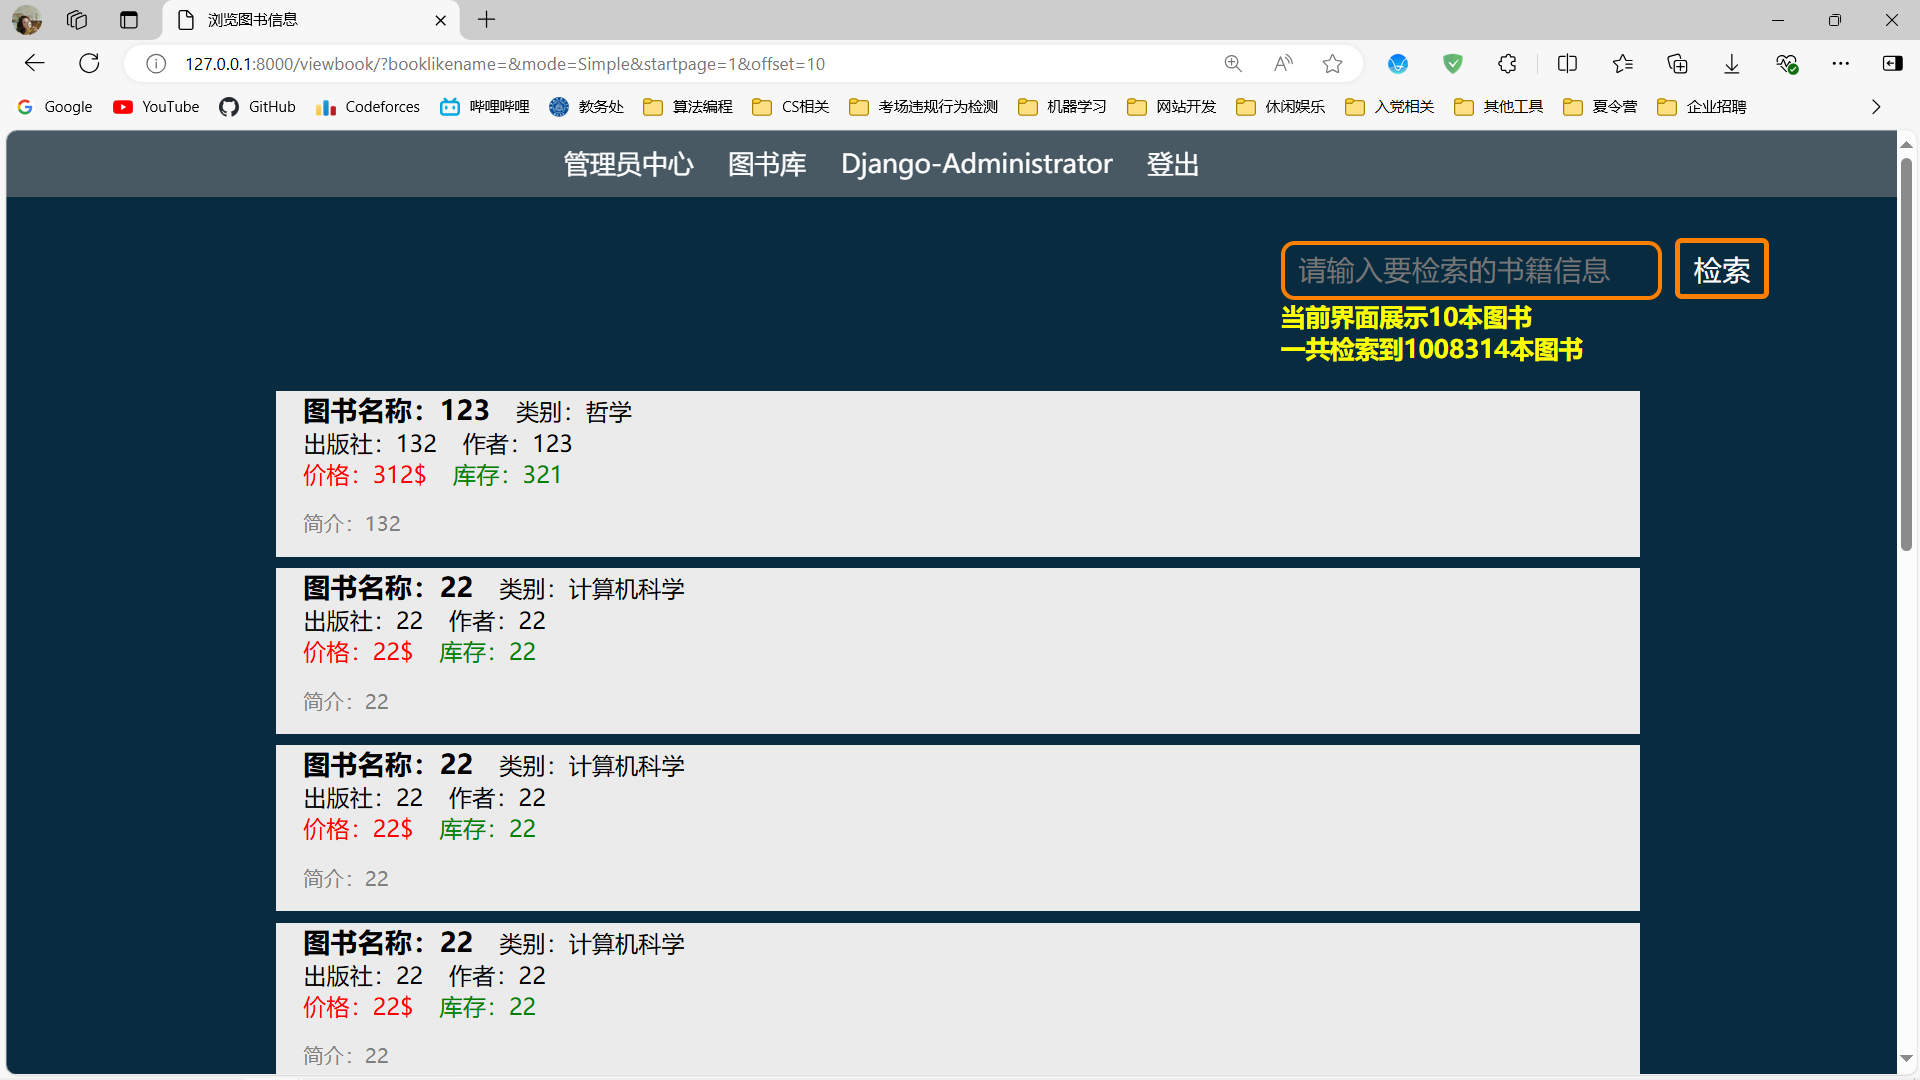 浏览图书信息
127.0.0.1:8000/viewbook/?booklikename=&mode=Simple&startpage=1&offset=10
Google YouTube GitHub Codeforces 哔哩哔哩 教务处 算法编程 CS相关 考场违规行为检测 机器学习 网站开发 休闲娱乐 入党相关 其他工具 夏令营 企业招聘
管理员中心 图书库 Django-Administrator 登出
请输入要检索的书籍信息 检索
当前界面展示10本图书
一共检索到1008314本图书
图书名称：123 类别：哲学
出版社：132 作者：123
价格：312$ 库存：321
简介：132
图书名称：22 类别：计算机科学
出版社：22 作者：22
价格：22$ 库存：22
简介：22
图书名称：22 类别：计算机科学
出版社：22 作者：22
价格：22$ 库存：22
简介：22
图书名称：22 类别：计算机科学
出版社：22 作者：22
价格：22$ 库存：22
简介：22